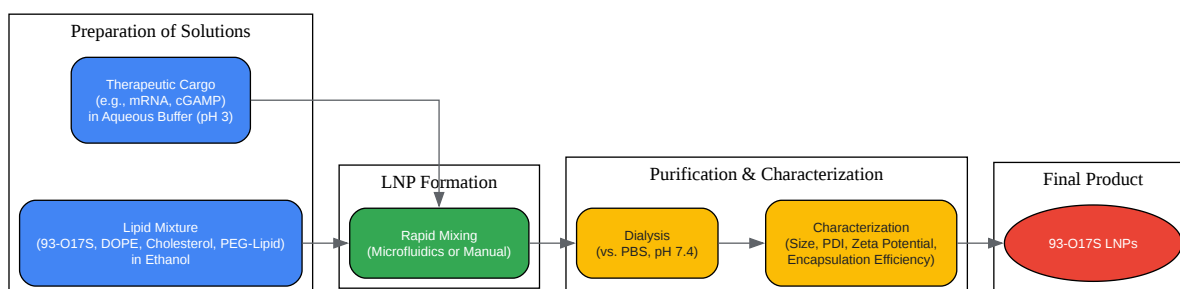 Preparation of Solutions
Therapeutic Cargo
(e.g., mRNA, cGAMP)
in Aqueous Buffer (pH 3)
Lipid Mixture
(93-O17S, DOPE, Cholesterol, PEG-Lipid)
in Ethanol
LNP Formation
Rapid Mixing
(Microfluidics or Manual)
Purification & Characterization
Dialysis
(vs. PBS, pH 7.4)
Characterization
(Size, PDI, Zeta Potential,
Encapsulation Efficiency)
Final Product
93-O17S LNPs